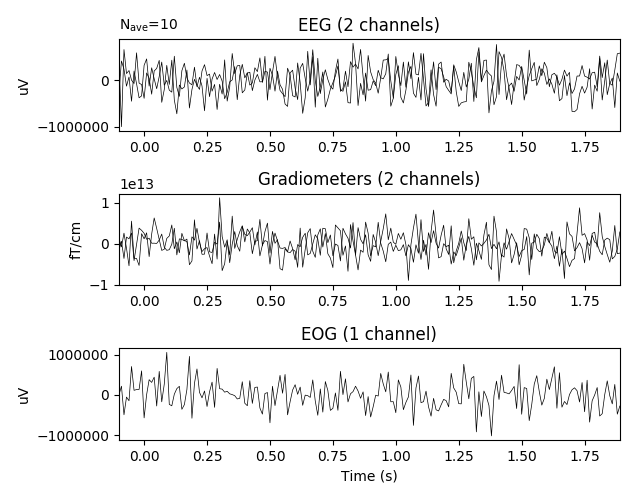 N_ave=10
EEG (2 channels)
uV
0
−1000000
0.00 0.25 0.50 0.75 1.00 1.25 1.50 1.75
1e13
Gradiometers (2 channels)
fT/cm
1
0
−1
0.00 0.25 0.50 0.75 1.00 1.25 1.50 1.75
EOG (1 channel)
uV
1000000
0
−1000000
0.00 0.25 0.50 0.75 1.00 1.25 1.50 1.75
Time (s)